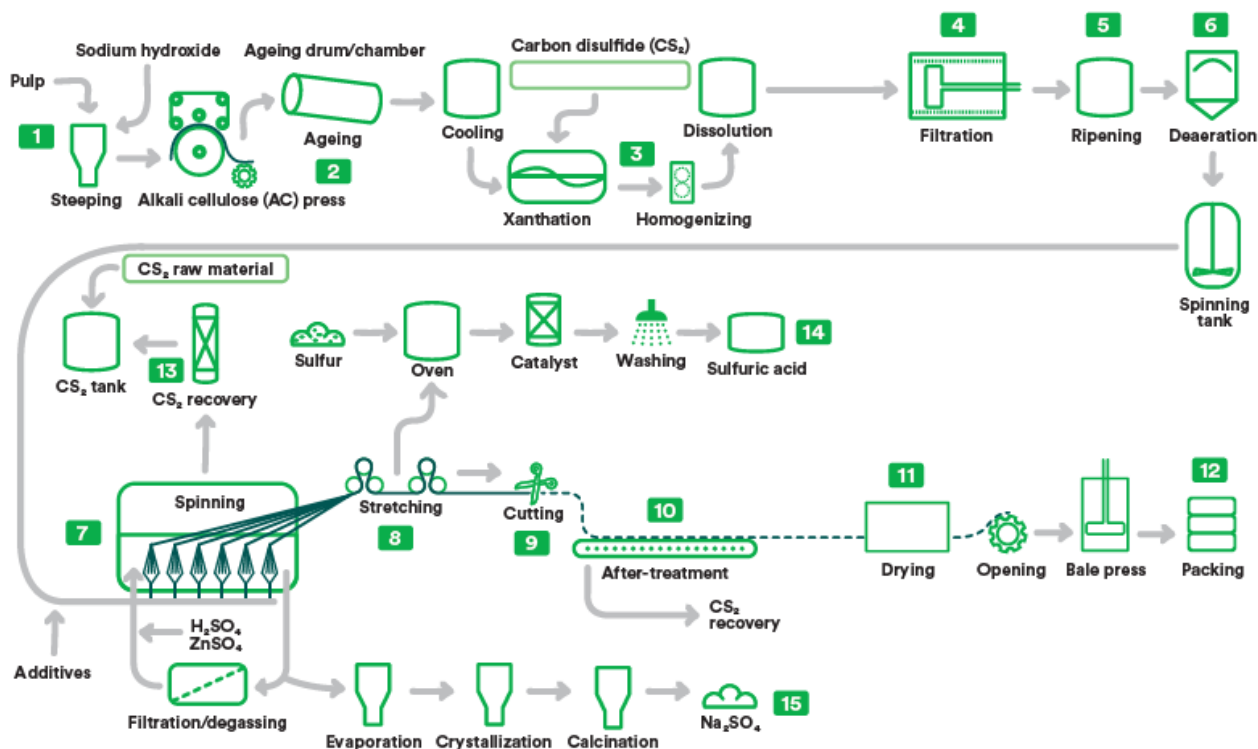 Sodium hydroxide
Pulp
1
Steeping
Alkali cellulose (AC) press
Ageing drum/chamber
Ageing
2
Cooling
Carbon disulfide (CS₂)
Xanthation
3
Homogenizing
Dissolution
4
Filtration
5
Ripening
6
Deaeration
Spinning
tank
CS₂ raw material
CS₂ tank
13
CS₂ recovery
Sulfur
Oven
Catalyst
Washing
Sulfuric acid
14
Spinning
7
Stretching
8
Cutting
9
10
After-treatment
CS₂
recovery
11
Drying
Opening
Bale press
12
Packing
Additives
H₂SO₄
ZnSO₄
Filtration/degassing
Evaporation
Crystallization
Calcination
Na₂SO₄
15